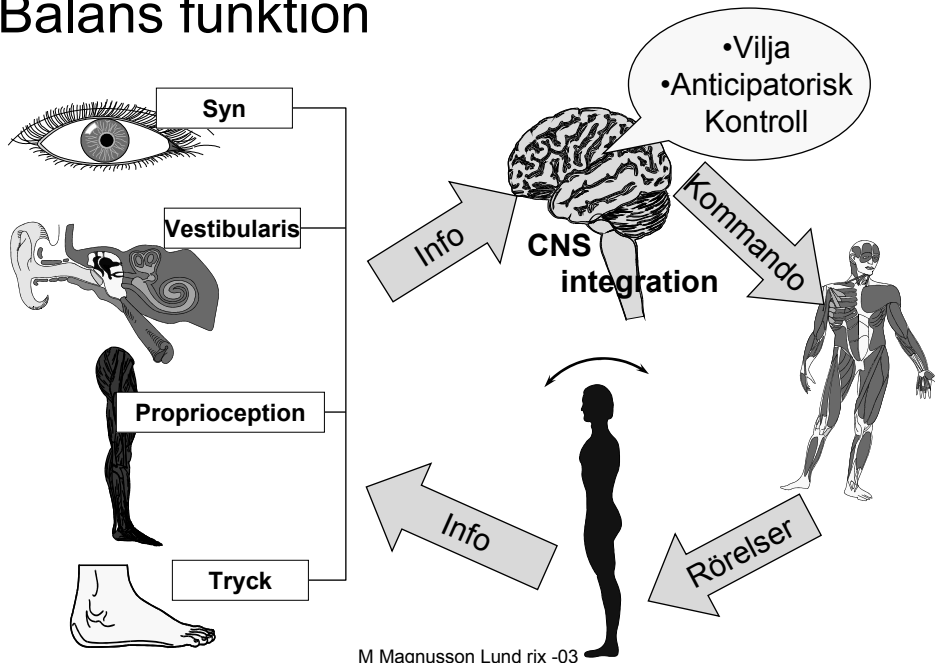 Balans funktion
•Vilja
•Anticipatorisk
Kontroll
Syn
Vestibularis
Proprioception
Tryck
Info
CNS
integration
Kommando
Rörelser
Info
M Magnusson Lund rix -03